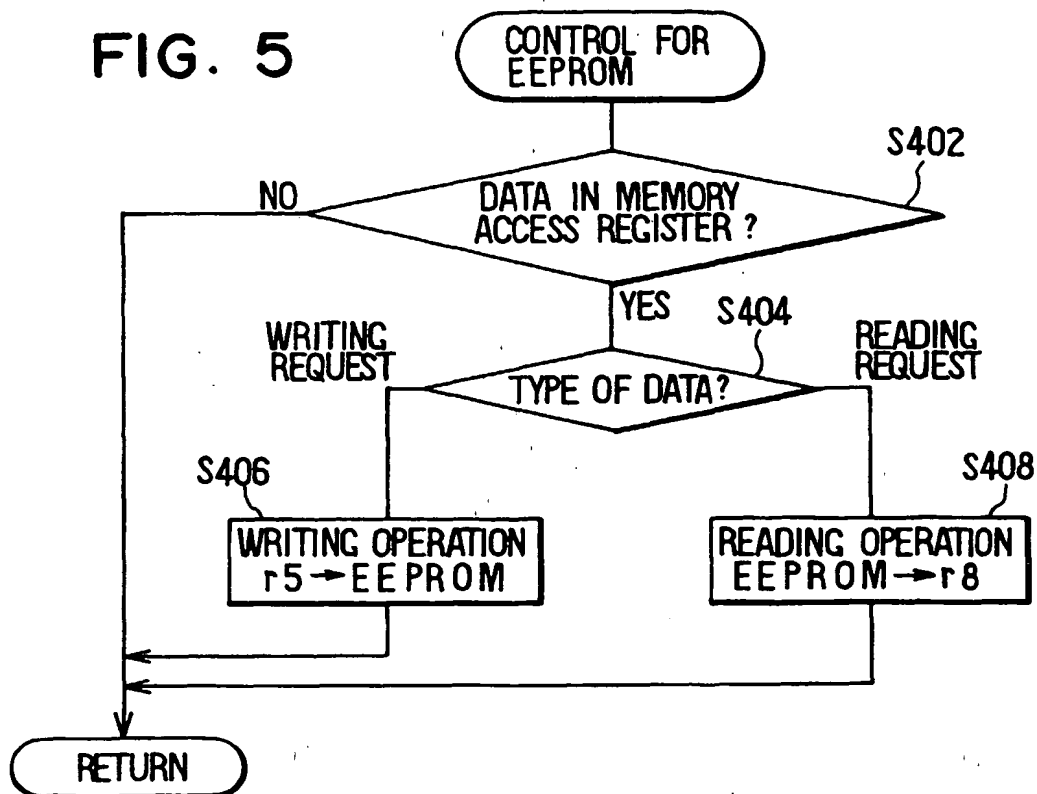 FIG. 5
CONTROL FOR
EEPROM
S402
NO
DATA IN MEMORY
ACCESS REGISTER ?
YES
S404
WRITING
REQUEST
READING
REQUEST
TYPE OF DATA?
S406
S408
WRITING OPERATION
r5→EEPROM
READING OPERATION
EEPROM→r8
RETURN